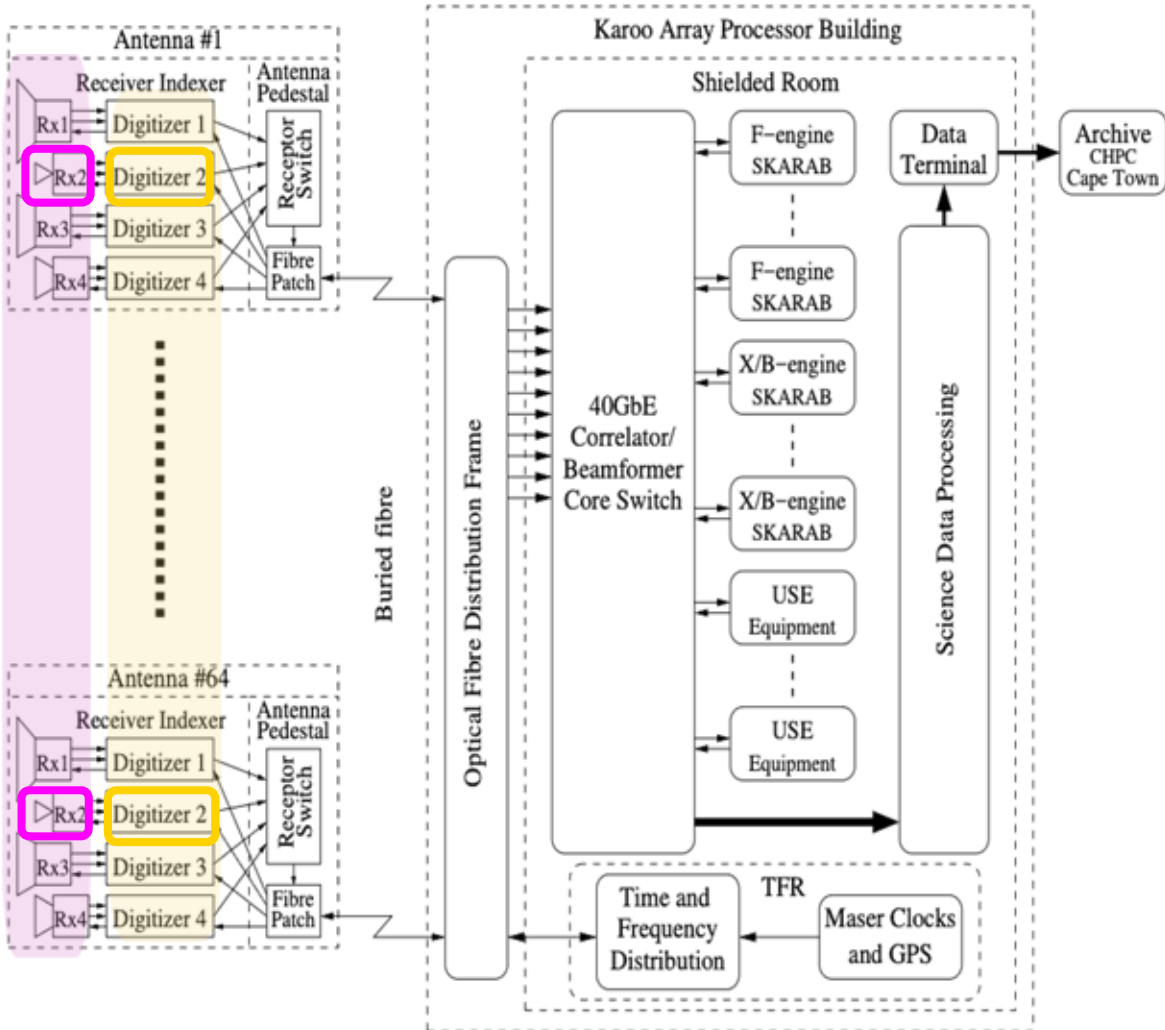 Antenna #1
Receiver Indexer
Antenna
Pedestal
Rx1
Digitizer 1
Rx2
Digitizer 2
Rx3
Digitizer 3
Rx4
Digitizer 4
Receptor
Switch
Fibre
Patch
Antenna #64
Receiver Indexer
Antenna
Pedestal
Rx1
Digitizer 1
Rx2
Digitizer 2
Rx3
Digitizer 3
Rx4
Digitizer 4
Receptor
Switch
Fibre
Patch
Buried fibre
Karoo Array Processor Building
Optical Fibre Distribution Frame
Shielded Room
40GbE
Correlator/
Beamformer
Core Switch
F-engine
SKARAB
F-engine
SKARAB
X/B-engine
SKARAB
X/B-engine
SKARAB
USE
Equipment
USE
Equipment
Data
Terminal
Science Data Processing
Archive
CHPC
Cape Town
TFR
Time and
Frequency
Distribution
Maser Clocks
and GPS